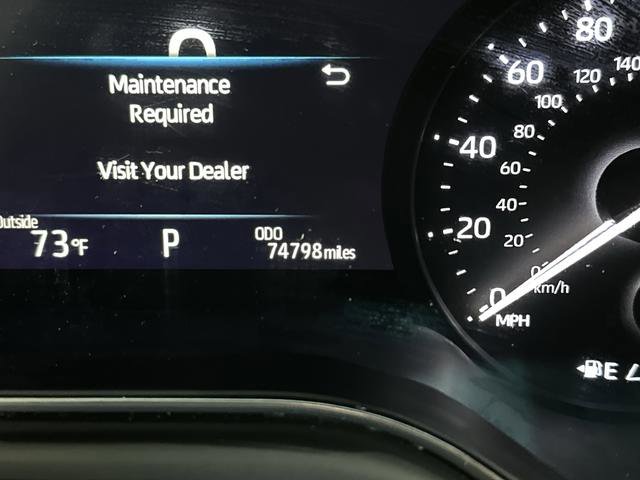 0
Maintenance
Required
Visit Your Dealer
Outside
73°F
P
ODO
74798 miles
80
60
40
20
0
MPH
140
120
100
80
60
40
20
0
km/h
E